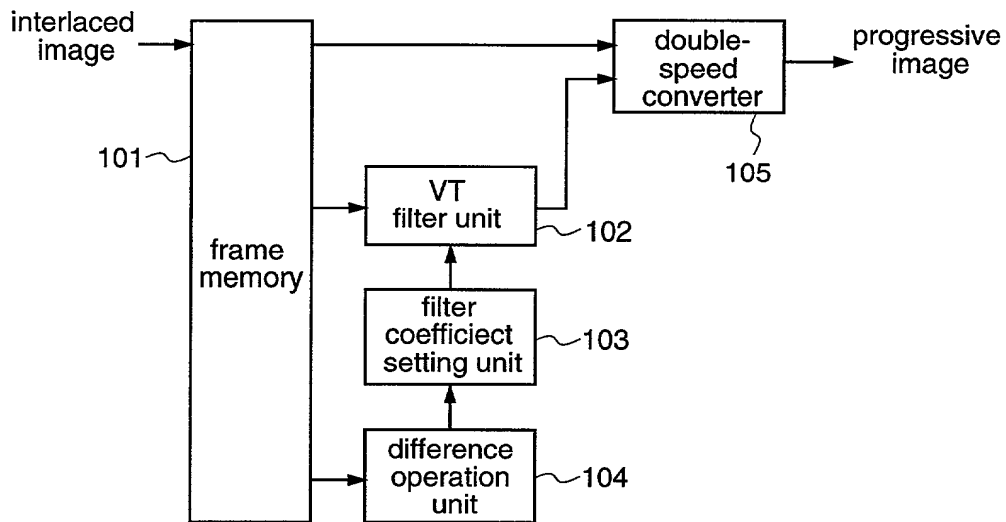 interlaced
image
double-
speed
converter
progressive
image
101
105
VT
filter unit
102
frame
memory
filter
coefficiect
setting unit
103
difference
operation
unit
104